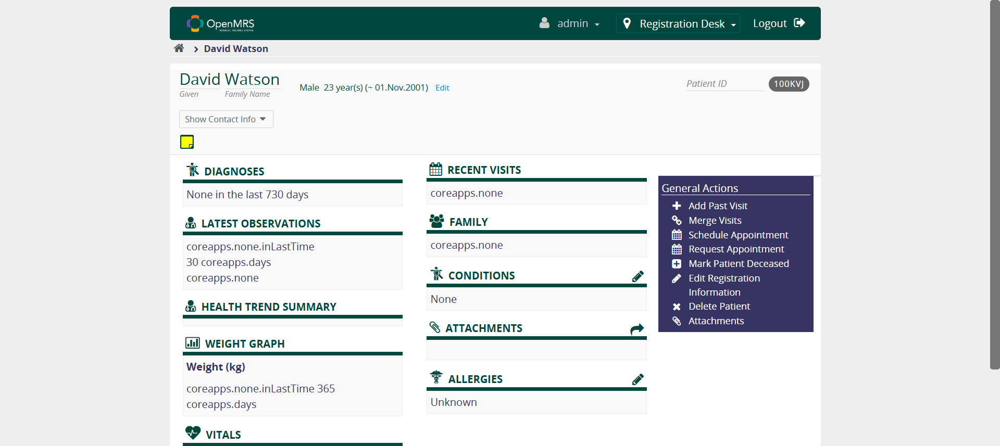 OpenMRS
MEDICAL RECORD SYSTEM
admin
Registration Desk
Logout
David Watson
David Watson
Given
Family Name
Male 23 year(s) (~ 01.Nov.2001) Edit
Patient ID
100KVJ
Show Contact Info
DIAGNOSES
None in the last 730 days
LATEST OBSERVATIONS
coreapps.none.inLastTime
30 coreapps.days
coreapps.none
HEALTH TREND SUMMARY
WEIGHT GRAPH
Weight (kg)
coreapps.none.inLastTime 365
coreapps.days
VITALS
RECENT VISITS
coreapps.none
FAMILY
coreapps.none
CONDITIONS
None
ATTACHMENTS
ALLERGIES
Unknown
General Actions
Add Past Visit
Merge Visits
Schedule Appointment
Request Appointment
Mark Patient Deceased
Edit Registration
Information
Delete Patient
Attachments